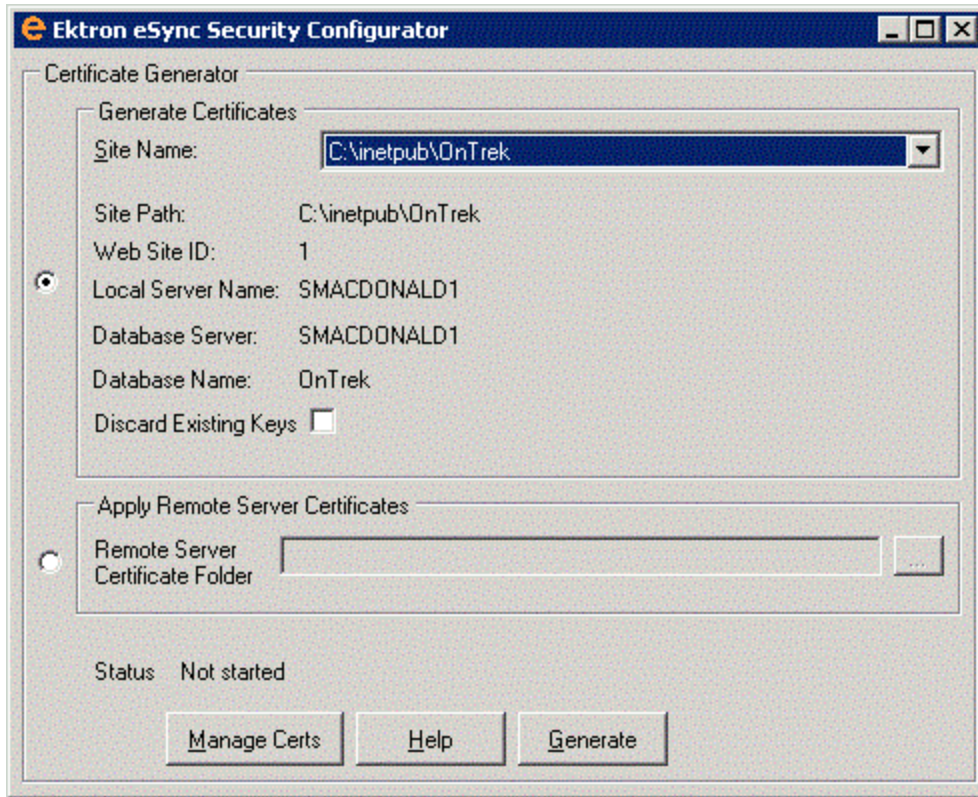 Ektron eSync Security Configurator
Certificate Generator
Generate Certificates
Site Name: C:\inetpub\OnTrek
Site Path: C:\inetpub\OnTrek
Web Site ID: 1
Local Server Name: SMACDONALD1
Database Server: SMACDONALD1
Database Name: OnTrek
Discard Existing Keys
Apply Remote Server Certificates
Remote Server
Certificate Folder ...
Status Not started
Manage Certs Help Generate